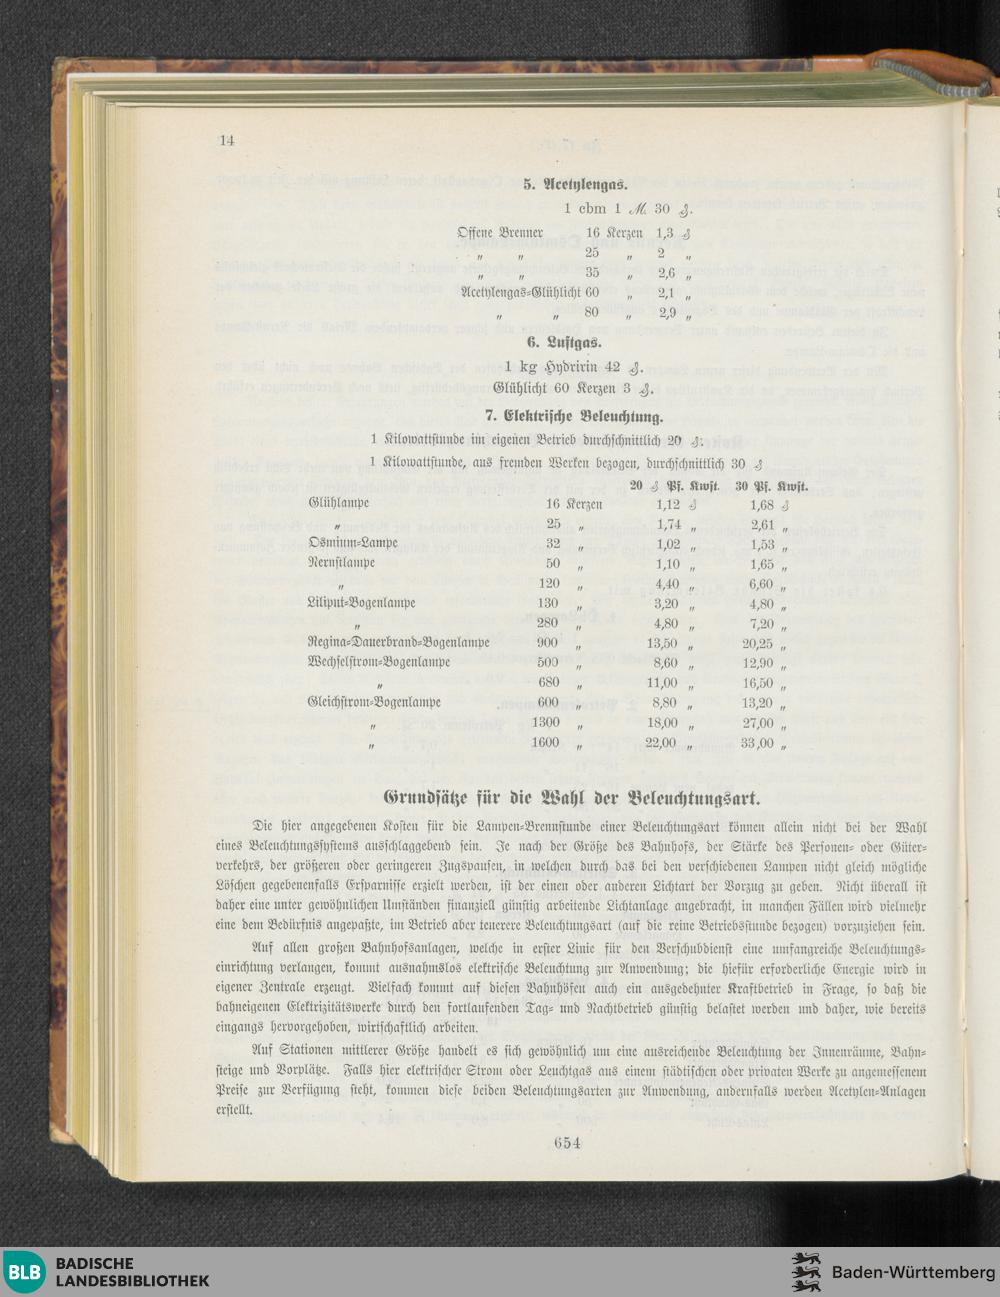 14
5. Acetylengas.
1 cbm 1 ℳ 30 ₰.
Offene Brenner 16 Kerzen 1,3 ₰
„ „ 25 „ 2 „
„ „ 35 „ 2,6 „
Acetylengas-Glühlicht 60 „ 2,1 „
„ „ 80 „ 2,9 „
6. Luftgas.
1 kg Hydririn 42 ₰.
Glühlicht 60 Kerzen 3 ₰.
7. Elektrische Beleuchtung.
1 Kilowattstunde im eigenen Betrieb durchschnittlich 20 ₰.
1 Kilowattstunde, aus fremden Werken bezogen, durchschnittlich 30 ₰
20 ₰ Pf. Kwst. 30 Pf. Kwst.
Glühlampe 16 Kerzen 1,12 ₰ 1,68 ₰
„ 25 „ 1,74 „ 2,61 „
Osmium-Lampe 32 „ 1,02 „ 1,53 „
Nernstlampe 50 „ 1,10 „ 1,65 „
„ 120 „ 4,40 „ 6,60 „
Liliput-Bogenlampe 130 „ 3,20 „ 4,80 „
„ 280 „ 4,80 „ 7,20 „
Regina-Dauerbrand-Bogenlampe 900 „ 13,50 „ 20,25 „
Wechselstrom-Bogenlampe 500 „ 8,60 „ 12,90 „
„ 680 „ 11,00 „ 16,50 „
Gleichstrom-Bogenlampe 600 „ 8,80 „ 13,20 „
„ 1300 „ 18,00 „ 27,00 „
„ 1600 „ 22,00 „ 33,00 „
Grundsätze für die Wahl der Beleuchtungsart.
Die hier angegebenen Kosten für die Lampen-Brennstunde einer Beleuchtungsart können allein nicht bei der Wahl
eines Beleuchtungssystems ausschlaggebend sein. Je nach der Größe des Bahnhofs, der Stärke des Personen- oder Güter-
verkehrs, der größeren oder geringeren Zugspausen, in welchen durch das bei den verschiedenen Lampen nicht gleich mögliche
Löschen gegebenenfalls Ersparnisse erzielt werden, ist der einen oder anderen Lichtart der Vorzug zu geben. Nicht überall ist
daher eine unter gewöhnlichen Umständen finanziell günstig arbeitende Lichtanlage angebracht, in manchen Fällen wird vielmehr
eine dem Bedürfnis angepaßte, im Betrieb aber teuerere Beleuchtungsart (auf die reine Betriebsstunde bezogen) vorzuziehen sein.
Auf allen großen Bahnhofsanlagen, welche in erster Linie für den Verschubdienst eine umfangreiche Beleuchtungs-
einrichtung verlangen, kommt ausnahmslos elektrische Beleuchtung zur Anwendung; die hiefür erforderliche Energie wird in
eigener Zentrale erzeugt. Vielfach kommt auf diesen Bahnhöfen auch ein ausgedehnter Kraftbetrieb in Frage, so daß die
bahneigenen Elektrizitätswerke durch den fortlaufenden Tag- und Nachtbetrieb günstig belastet werden und daher, wie bereits
eingangs hervorgehoben, wirtschaftlich arbeiten.
Auf Stationen mittlerer Größe handelt es sich gewöhnlich um eine ausreichende Beleuchtung der Innenräume, Bahn-
steige und Vorplätze. Falls hier elektrischer Strom oder Leuchtgas aus einem städtischen oder privaten Werke zu angemessenem
Preise zur Verfügung steht, kommen diese beiden Beleuchtungsarten zur Anwendung, andernfalls werden Acetylen-Anlagen
erstellt.
654
BLB BADISCHE
LANDESBIBLIOTHEK
Baden-Württemberg